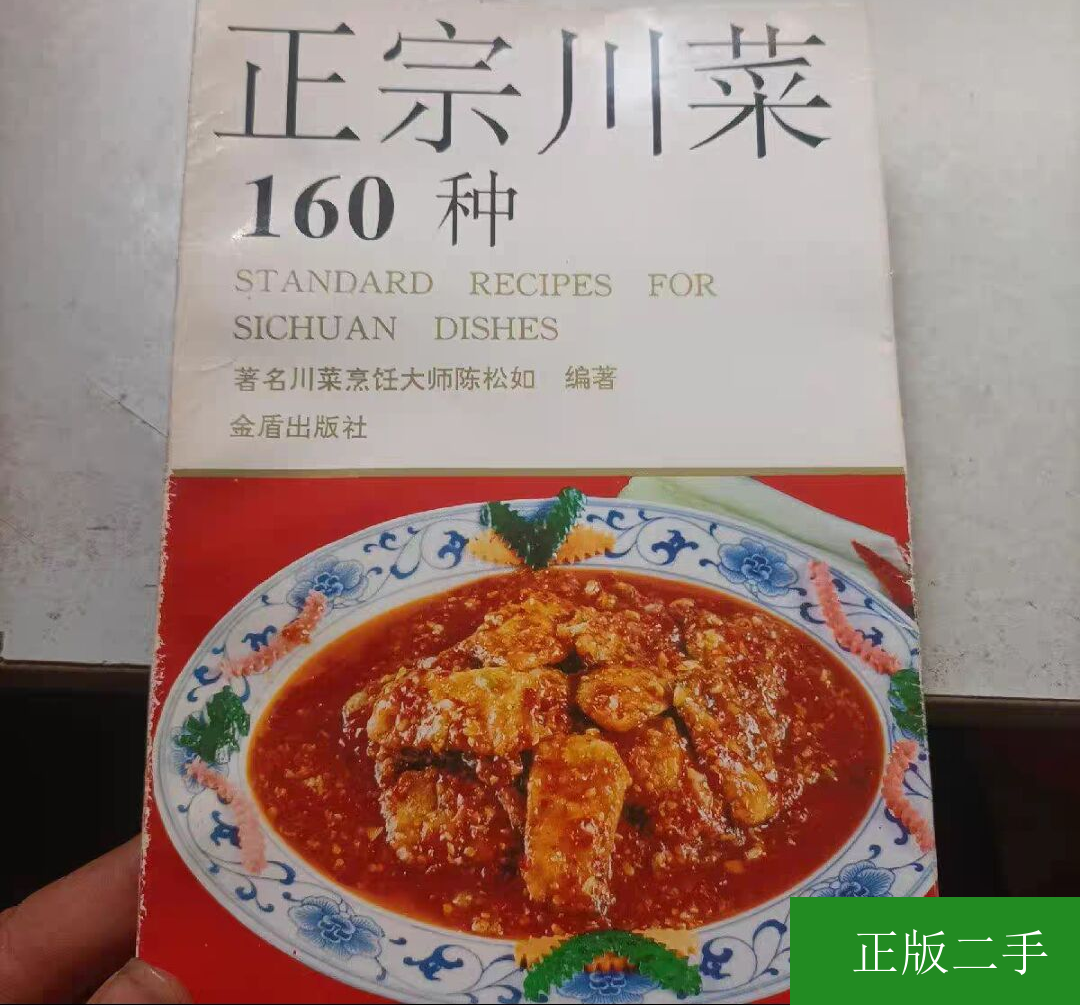 正宗川菜
160 种
STANDARD RECIPES FOR
SICHUAN DISHES
著名川菜烹饪大师陈松如 编著
金盾出版社
正版二手